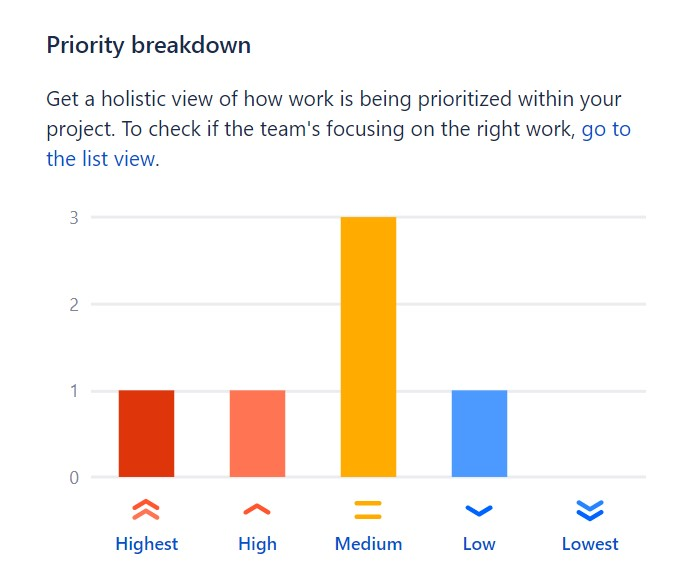 Priority breakdown
Get a holistic view of how work is being prioritized within your
project. To check if the team's focusing on the right work, go to
the list view.
3
2
1
0
Highest High Medium Low Lowest